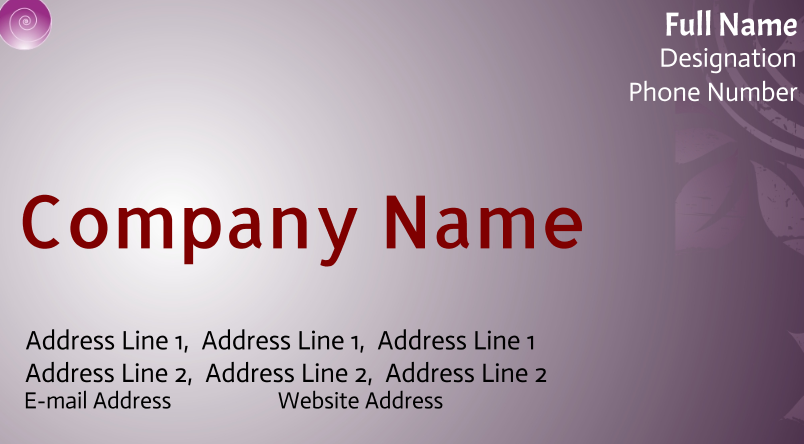 Full Name
Designation
Phone Number
Company Name
Address Line 1, Address Line 1, Address Line 1
Address Line 2, Address Line 2, Address Line 2
E-mail Address Website Address